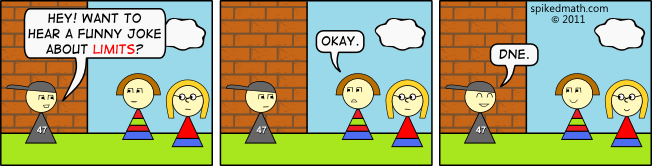 HEY! WANT TO
HEAR A FUNNY JOKE
ABOUT LIMITS?
47
OKAY.
47
spikedmath.com
© 2011
DNE.
47